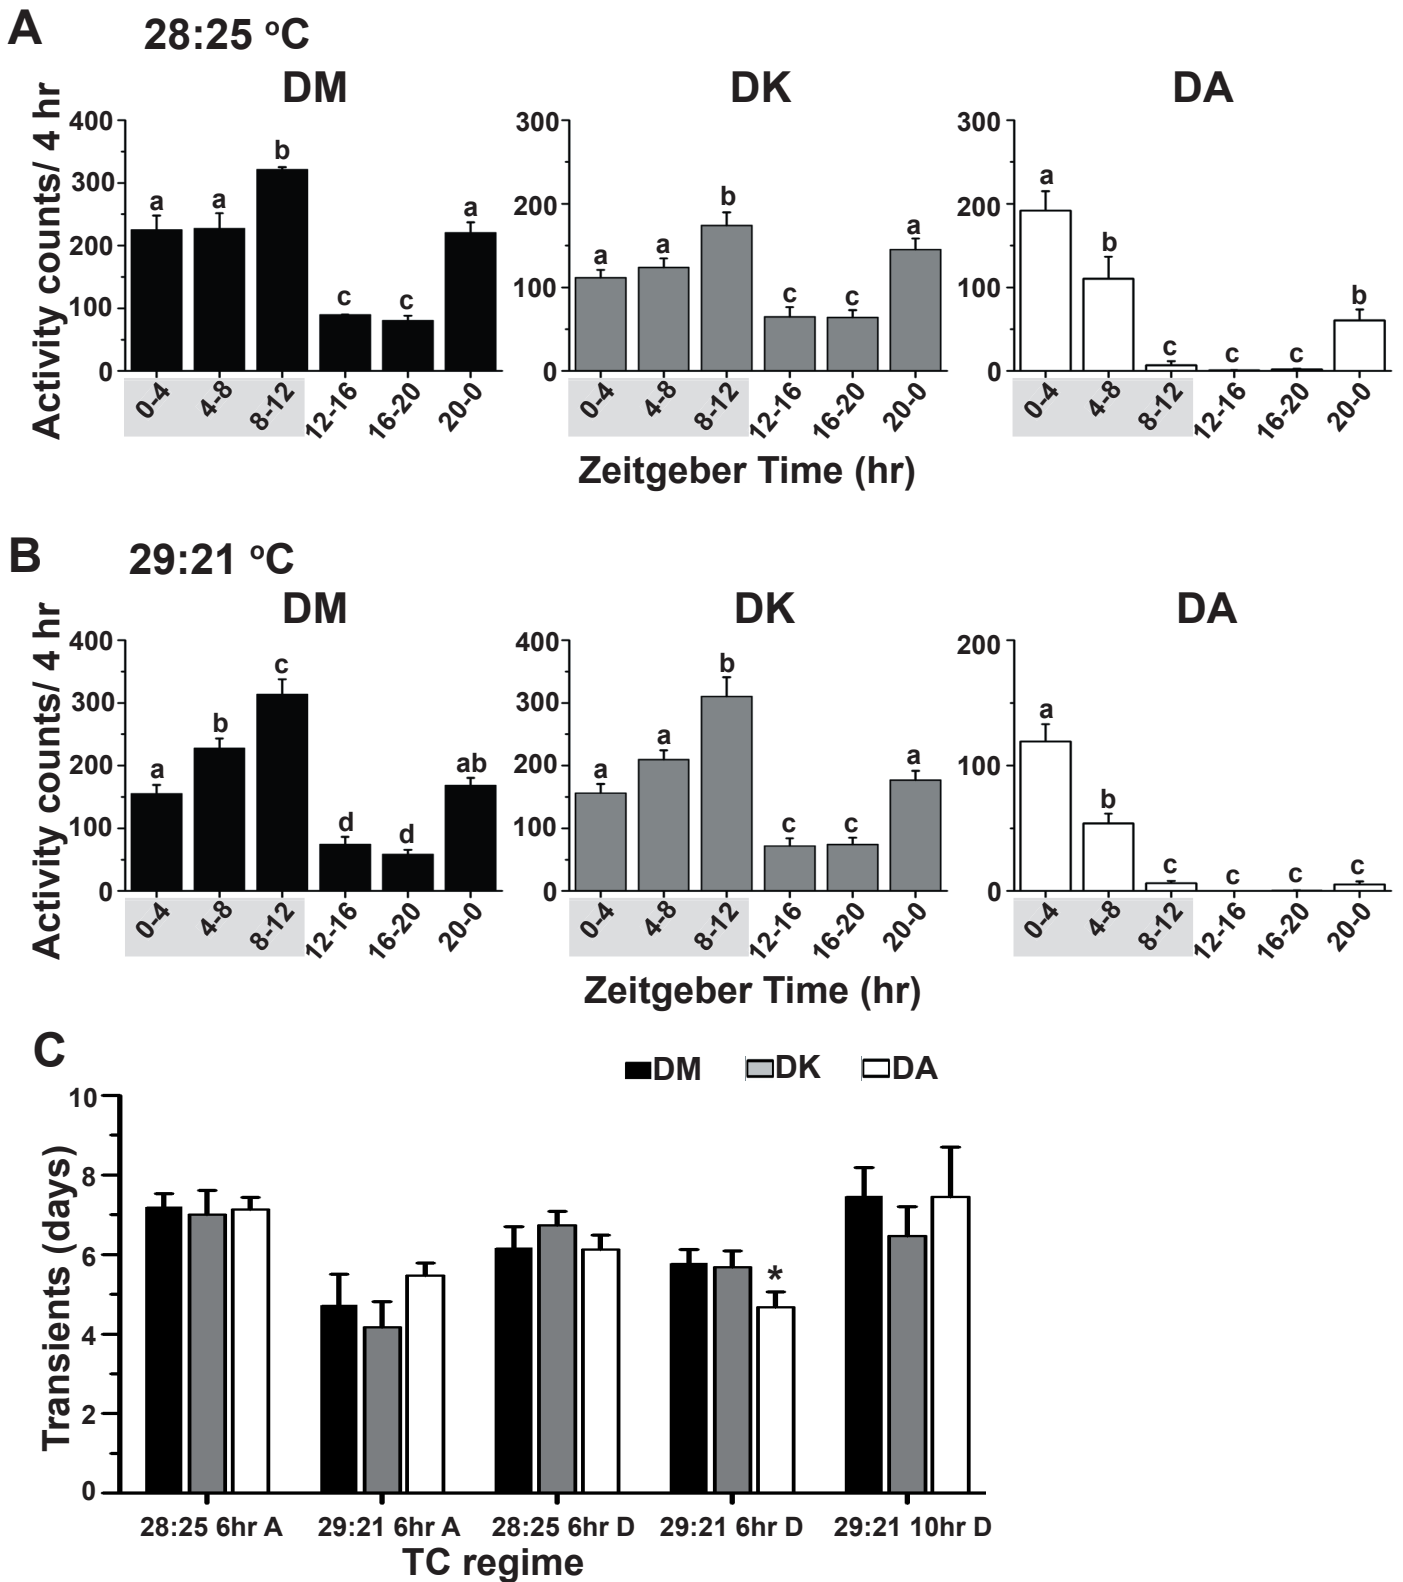 A
28:25 ºC
DM
DK
DA
Activity counts/ 4 hr
400
300
200
100
0
a
a
b
c
c
a
0-4
4-8
8-12
12-16
16-20
20-0
300
200
100
0
a
a
b
c
c
a
0-4
4-8
8-12
12-16
16-20
20-0
300
200
100
0
a
b
c
c
c
b
0-4
4-8
8-12
12-16
16-20
20-0
Zeitgeber Time (hr)
B
29:21 ºC
DM
DK
DA
Activity counts/ 4 hr
400
300
200
100
0
a
b
c
d
d
ab
0-4
4-8
8-12
12-16
16-20
20-0
400
300
200
100
0
a
a
b
c
c
a
0-4
4-8
8-12
12-16
16-20
20-0
200
100
0
a
b
c
c
c
c
0-4
4-8
8-12
12-16
16-20
20-0
Zeitgeber Time (hr)
C
DM DK DA
Transients (days)
10
8
6
4
2
0
*
28:25 6hr A 29:21 6hr A 28:25 6hr D 29:21 6hr D 29:21 10hr D
TC regime